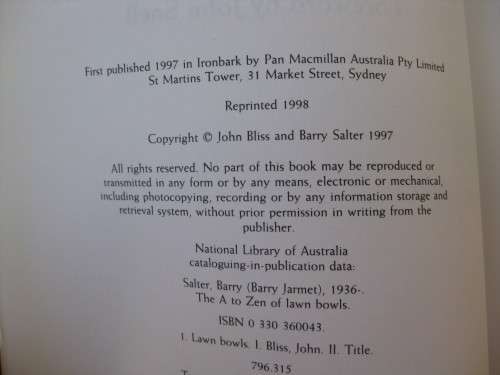 First published 1997 in Ironbark by Pan Macmillan Australia Pty Limited
St Martins Tower, 31 Market Street, Sydney
Reprinted 1998
Copyright © John Bliss and Barry Salter 1997
All rights reserved. No part of this book may be reproduced or
transmitted in any form or by any means, electronic or mechanical,
including photocopying, recording or by any information storage and
retrieval system, without prior permission in writing from the
publisher.
National Library of Australia
cataloguing-in-publication data:
Salter, Barry (Barry Jarmet), 1936-.
The A to Zen of lawn bowls.
ISBN 0 330 360043.
1. Lawn bowls. I. Bliss, John. II. Title.
796.315